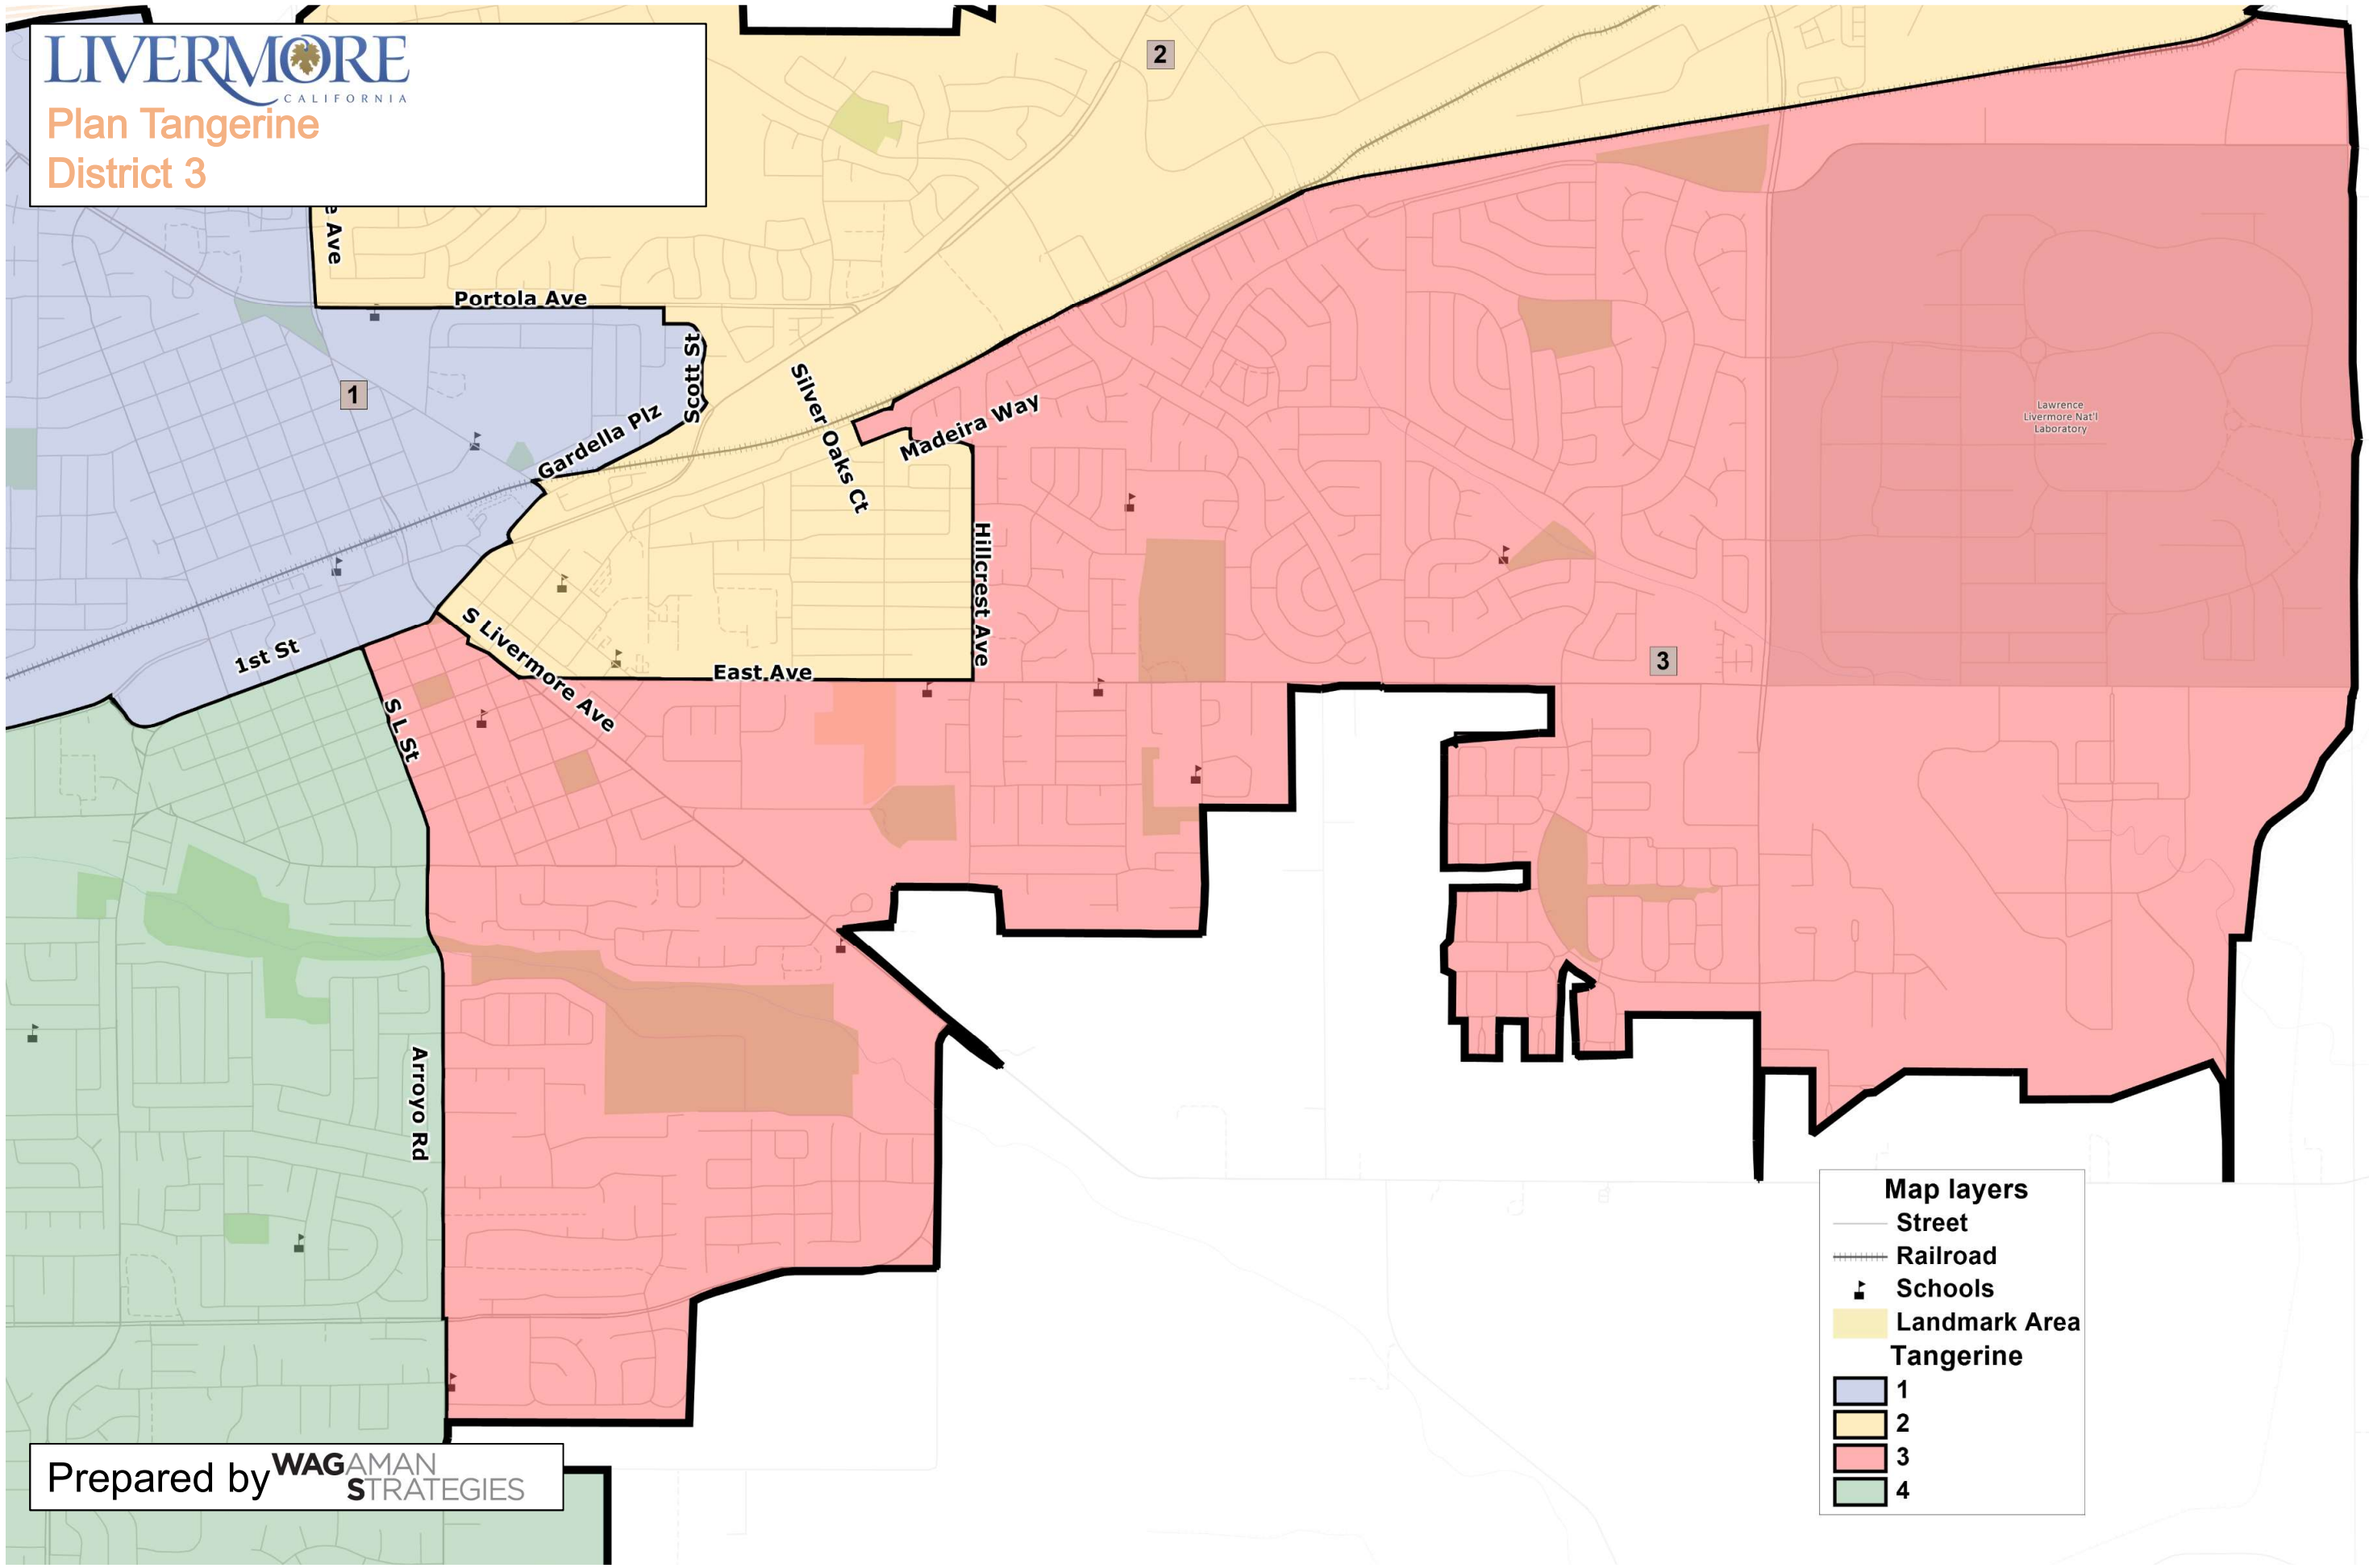 LIVERMORE
CALIFORNIA
Plan Tangerine
District 3
2
e Ave
Portola Ave
Scott St
1
Gardella Plz
Silver Oaks Ct
Madeira Way
Lawrence
Livermore Nat'l
Laboratory
Hillcrest Ave
S Livermore Ave
1st St
East Ave
3
S L St
Arroyo Rd
Map layers
Street
Railroad
Schools
Landmark Area
Tangerine
1
2
3
4
Prepared by WAGAMAN
STRATEGIES